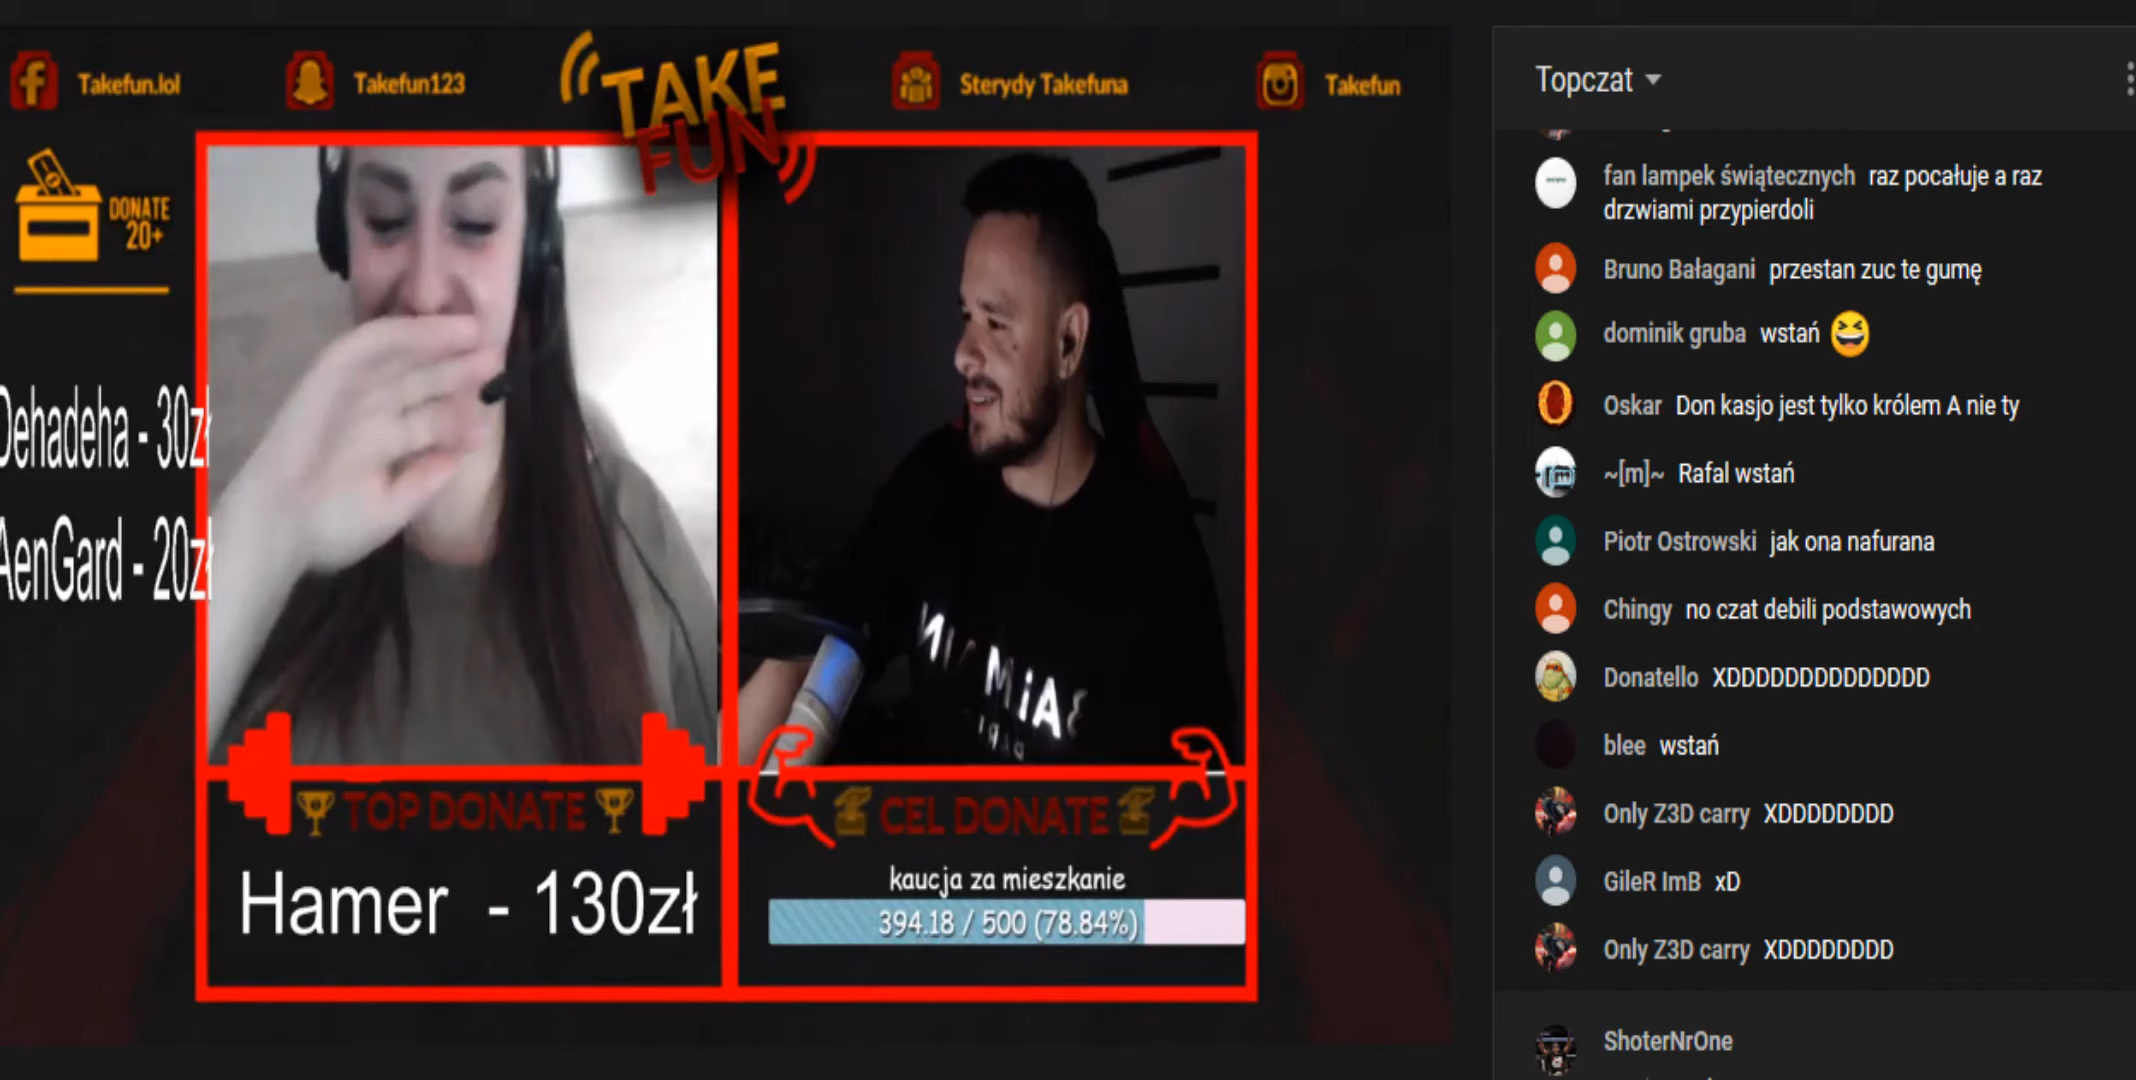 Takefun.lol
Takefun123
TAKE
FUN
Sterydy Takefuna
Takefun
DONATE
20+
Dehadeha - 30zł
AenGard - 20zł
TOP DONATE
Hamer - 130zł
CEL DONATE
kaucja za mieszkanie
394.18 / 500 (78.84%)
Topczat
fan lampek świątecznych raz pocałuje a raz
drzwiami przypierdoli
Bruno Bałagani przestan zuc te gumę
dominik gruba wstań 😆
Oskar Don kasjo jest tylko królem A nie ty
~[m]~ Rafal wstań
Piotr Ostrowski jak ona nafurana
Chingy no czat debili podstawowych
Donatello XDDDDDDDDDDDDDD
blee wstań
Only Z3D carry XDDDDDDDD
GileR ImB xD
Only Z3D carry XDDDDDDDD
ShoterNrOne